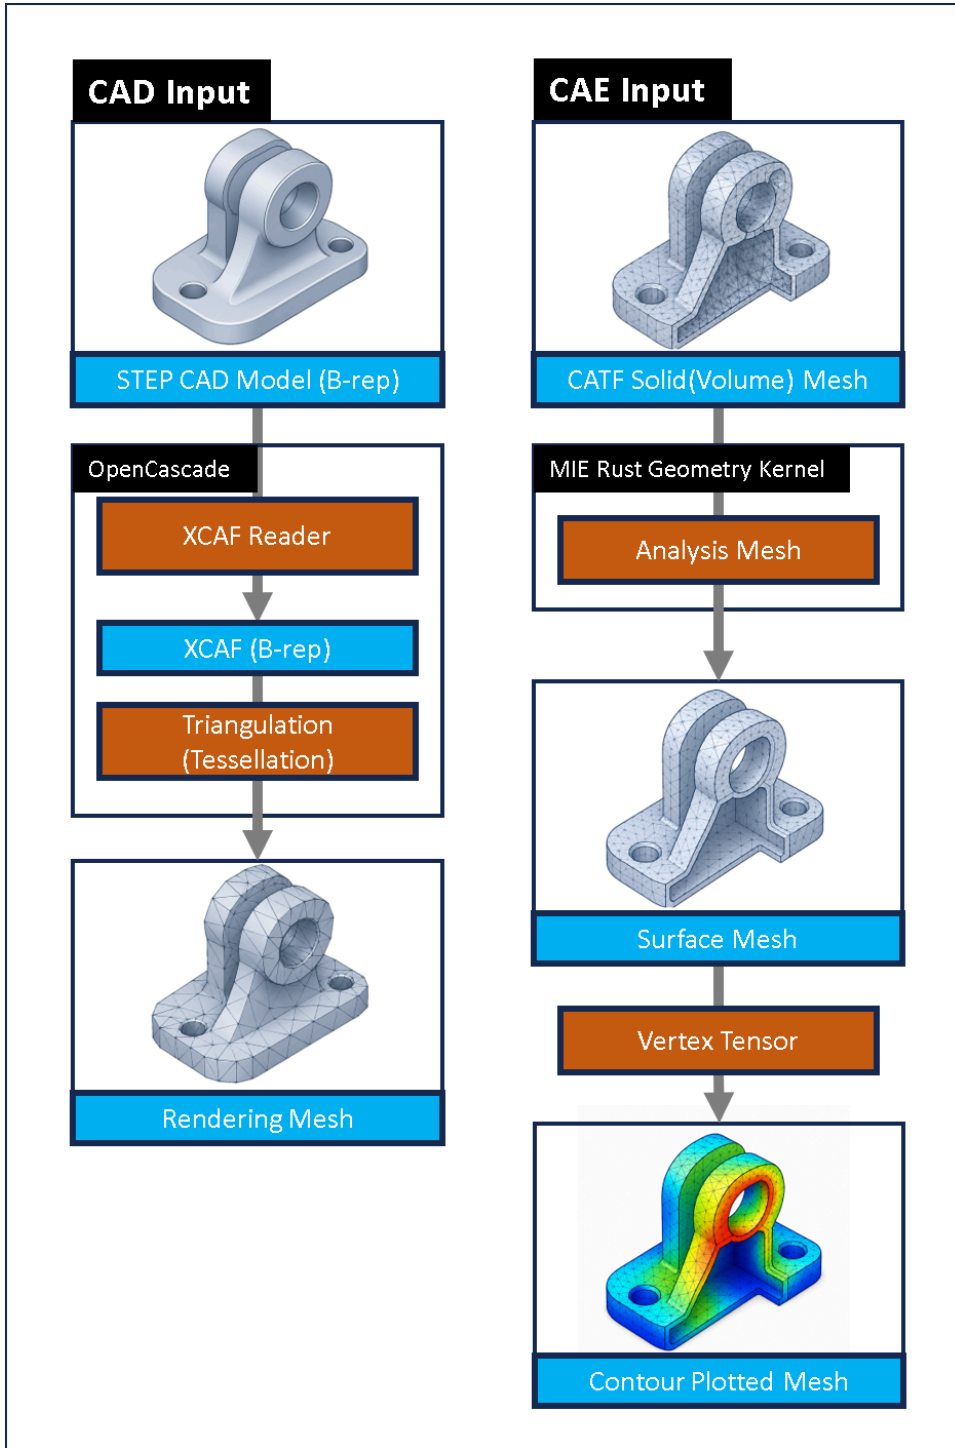 CAD Input
STEP CAD Model (B-rep)
OpenCascade
XCAF Reader
XCAF (B-rep)
Triangulation
(Tessellation)
Rendering Mesh
CAE Input
CATF Solid(Volume) Mesh
MIE Rust Geometry Kernel
Analysis Mesh
Surface Mesh
Vertex Tensor
Contour Plotted Mesh